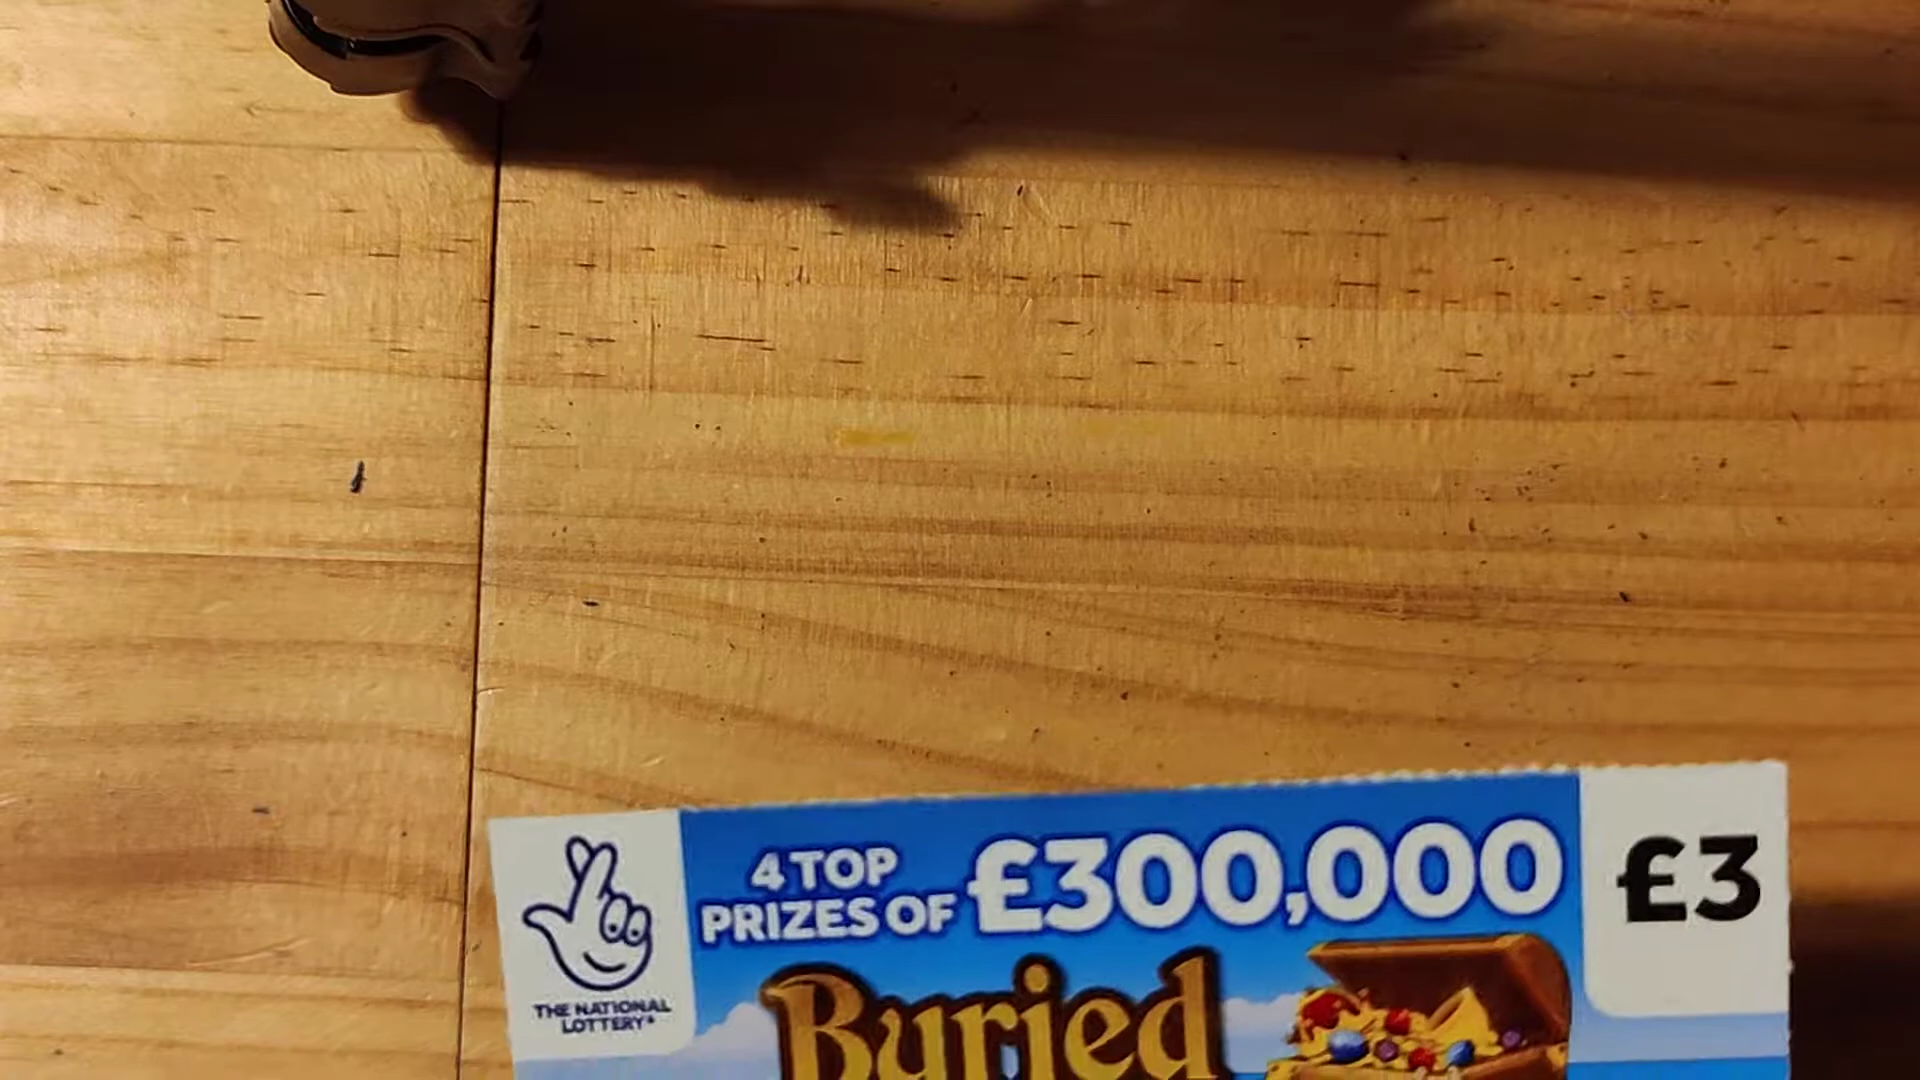 4 TOP
PRIZES OF £300,000
£3
THE NATIONAL
LOTTERY®
Buried